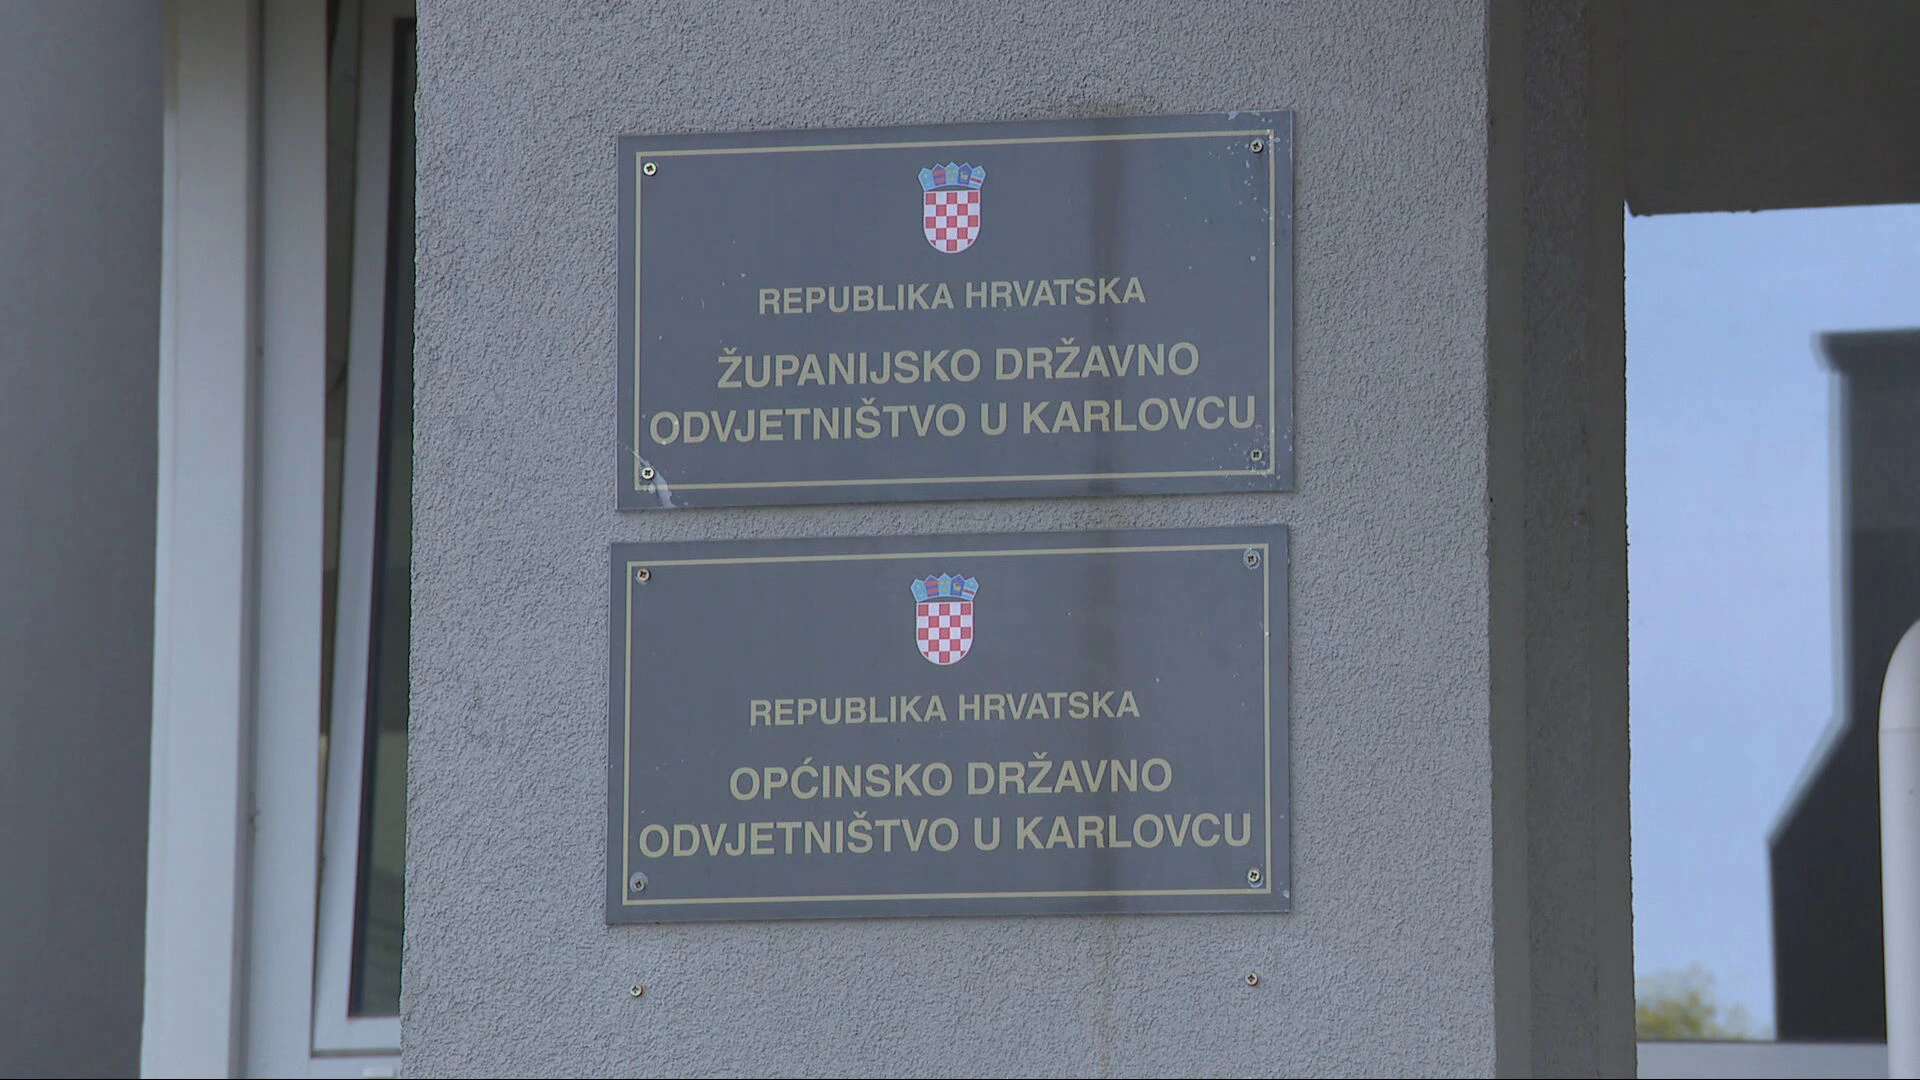 REPUBLIKA HRVATSKA
ŽUPANIJSKO DRŽAVNO
ODVJETNIŠTVO U KARLOVCU
REPUBLIKA HRVATSKA
OPĆINSKO DRŽAVNO
ODVJETNIŠTVO U KARLOVCU